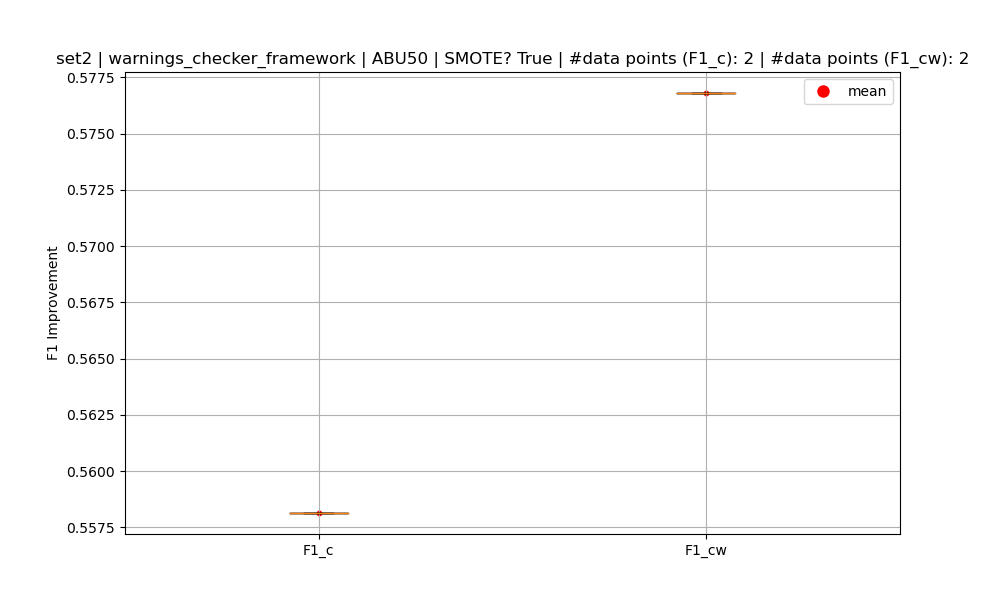 set2 | warnings_checker_framework | ABU50 | SMOTE? True | #data points (F1_c): 2 | #data points (F1_cw): 2
mean
0.5775
0.5750
0.5725
0.5700
0.5675
0.5650
0.5625
0.5600
0.5575
F1 Improvement
F1_c
F1_cw